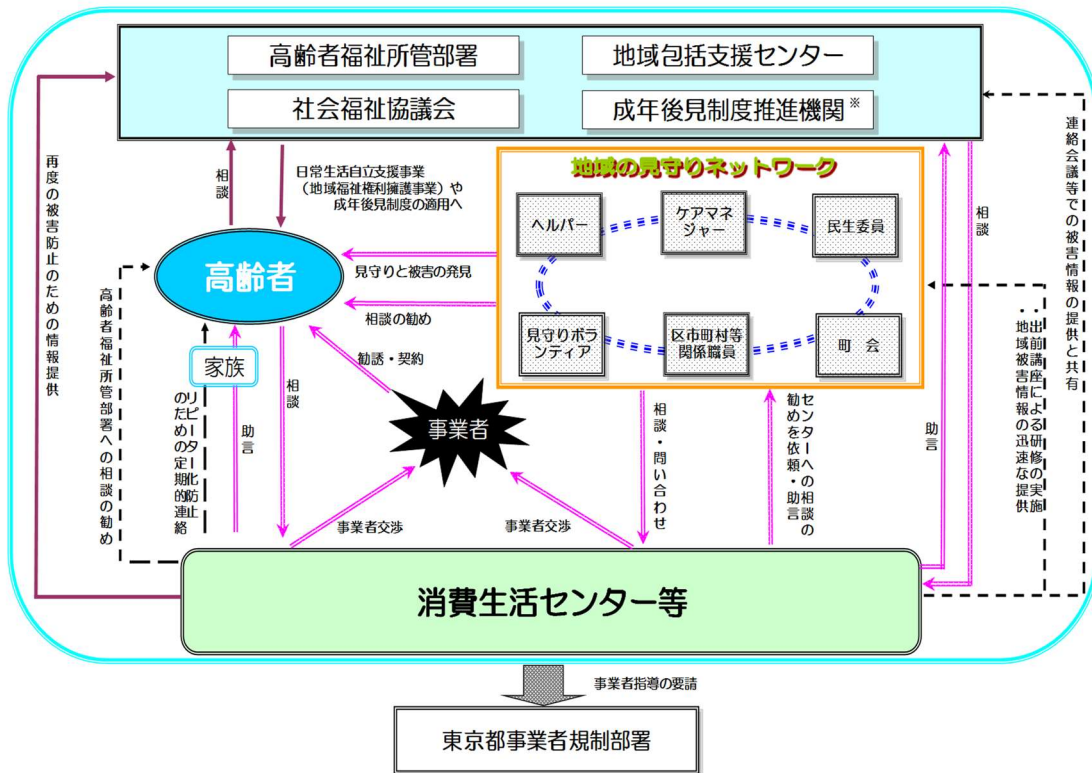 高齢者福祉所管部署
地域包括支援センター
社会福祉協議会
成年後見制度推進機関※
再度の被害防止のための情報提供
相談
日常生活自立支援事業
(地域福祉権利擁護事業)や
成年後見制度の適用へ
地域の見守りネットワーク
ヘルパー
ケアマネ
ジャー
民生委員
見守りボラ
ンティア
区市町村等
関係職員
町 会
高齢者
見守りと被害の発見
相談の勧め
勧誘・契約
高齢者福祉所管部署への相談の勧め
家族
リピーター化防止
のための定期的連絡
助言
相談
事業者
事業者交渉
事業者交渉
相談・問い合わせ
センターへの相談の
勧めを依頼・助言
助言
相談
・出前講座による研修の実施
・地域被害情報の迅速な提供
連絡会議等での被害情報の提供と共有
消費生活センター等
事業者指導の要請
東京都事業者規制部署